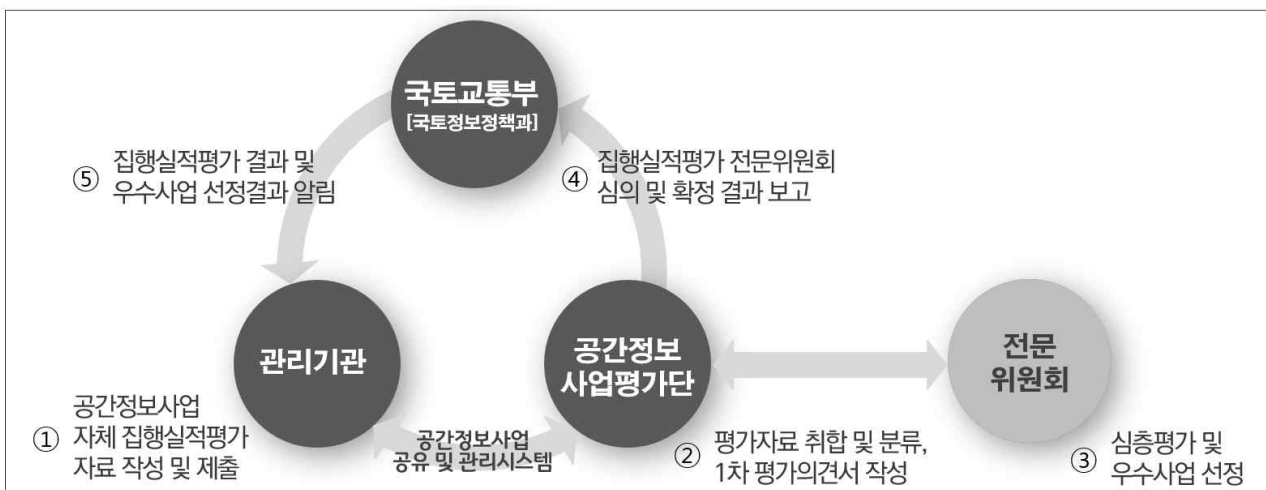 국토교통부
[국토정보정책과]
⑤ 집행실적평가 결과 및
우수사업 선정결과 알림
④ 집행실적평가 전문위원회
심의 및 확정 결과 보고
관리기관
공간정보
사업평가단
전문
위원회
① 공간정보사업
자체 집행실적평가
자료 작성 및 제출
공간정보사업
공유 및 관리시스템
② 평가자료 취합 및 분류,
1차 평가의견서 작성
③ 심층평가 및
우수사업 선정